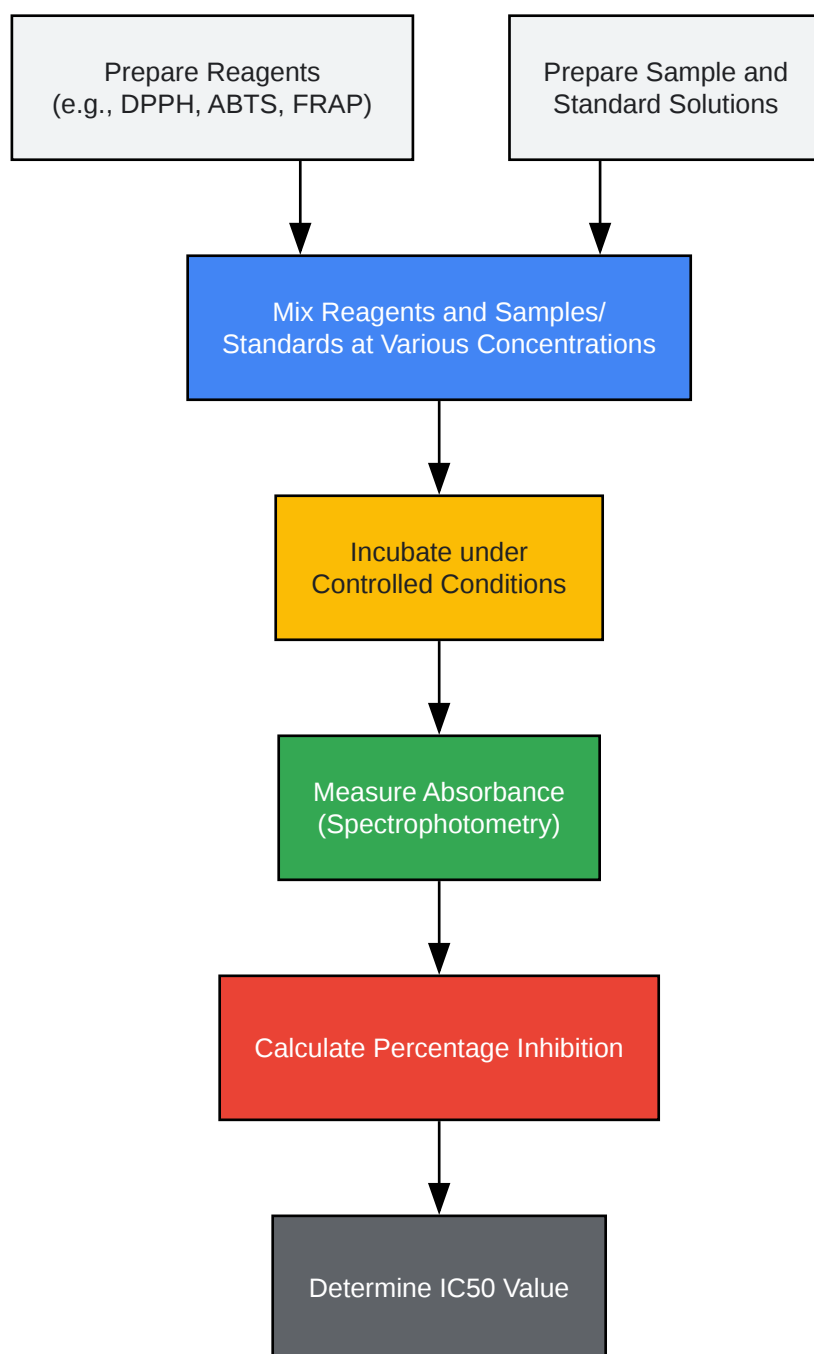 Prepare Reagents
(e.g., DPPH, ABTS, FRAP)
Prepare Sample and
Standard Solutions
Mix Reagents and Samples/
Standards at Various Concentrations
Incubate under
Controlled Conditions
Measure Absorbance
(Spectrophotometry)
Calculate Percentage Inhibition
Determine IC50 Value